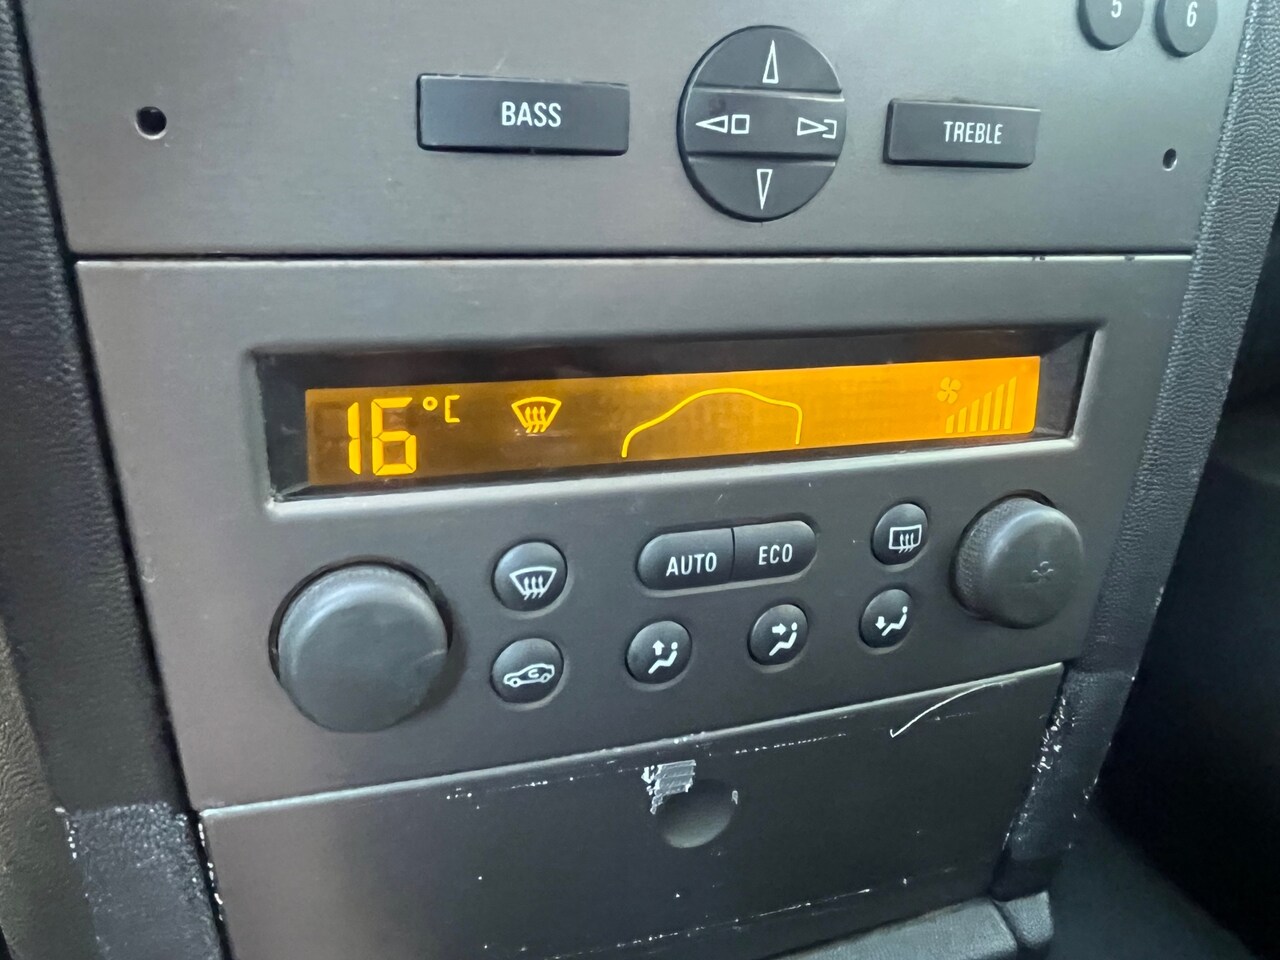 5 6
BASS
TREBLE
16 °C
AUTO ECO